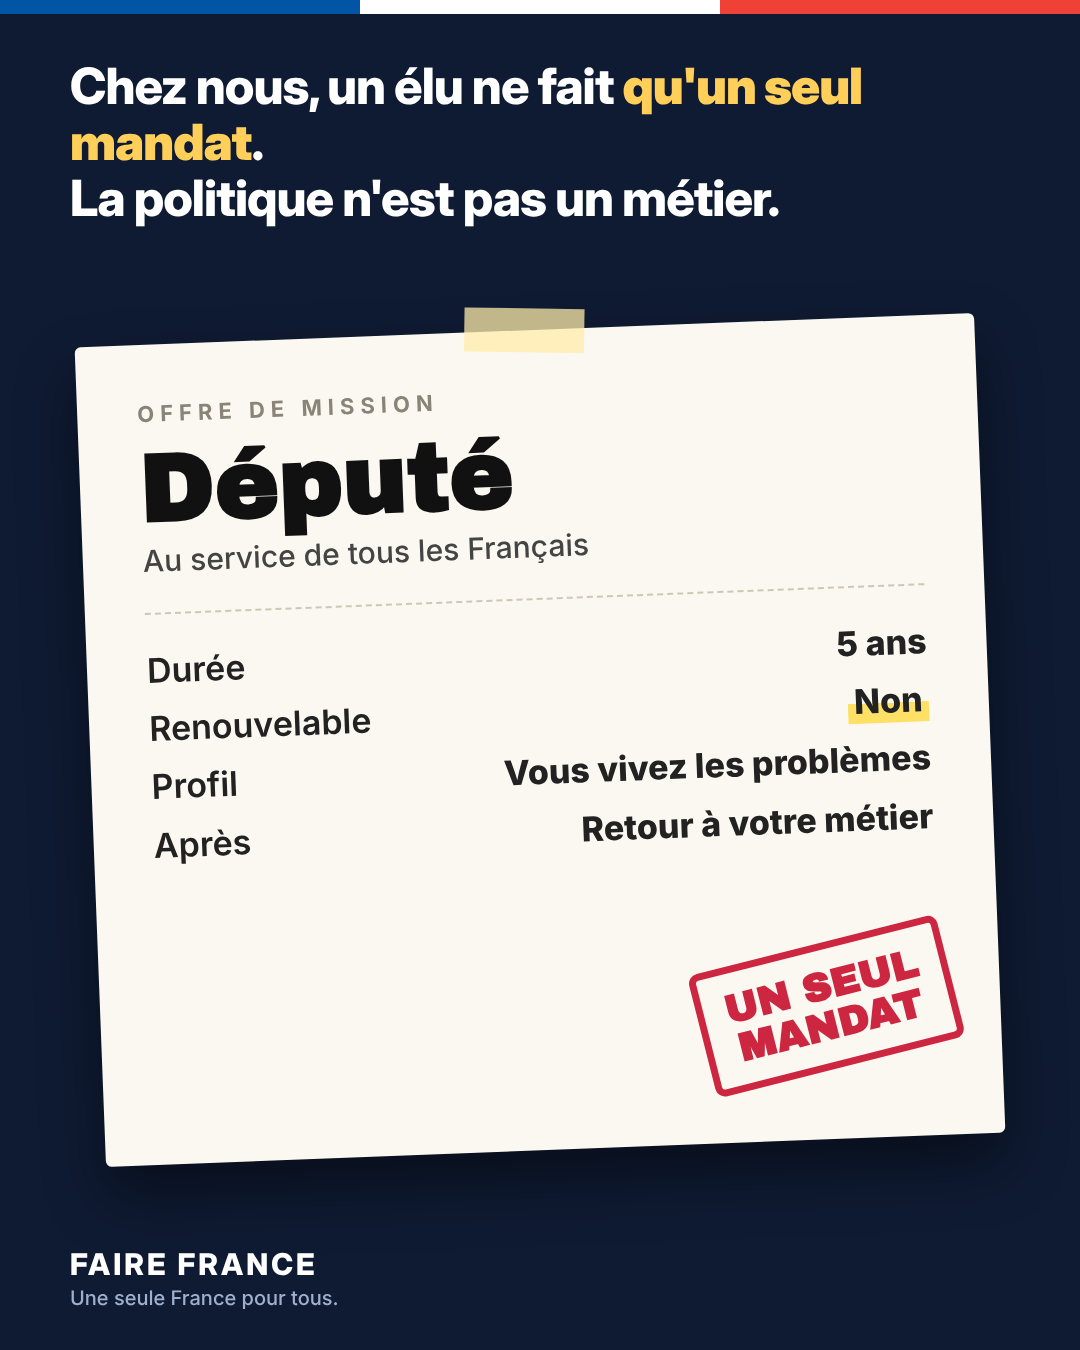 Chez nous, un élu ne fait qu'un seul
mandat.
La politique n'est pas un métier.
OFFRE DE MISSION
Député
Au service de tous les Français
Durée 5 ans
Renouvelable Non
Profil Vous vivez les problèmes
Après Retour à votre métier
UN SEUL
MANDAT
FAIRE FRANCE
Une seule France pour tous.